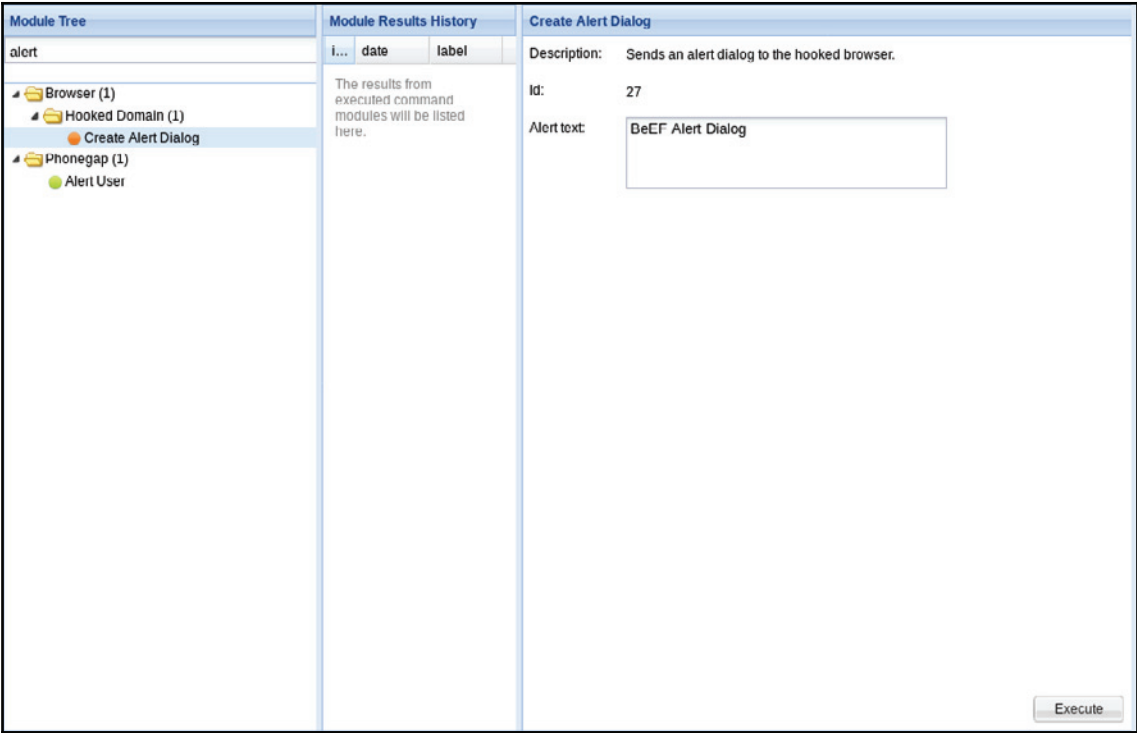 Module Tree
alert
Browser (1)
Hooked Domain (1)
Create Alert Dialog
Phonegap (1)
Alert User
Module Results History
i... date label
The results from
executed command
modules will be listed
here.
Create Alert Dialog
Description: Sends an alert dialog to the hooked browser.
Id: 27
Alert text: BeEF Alert Dialog
Execute